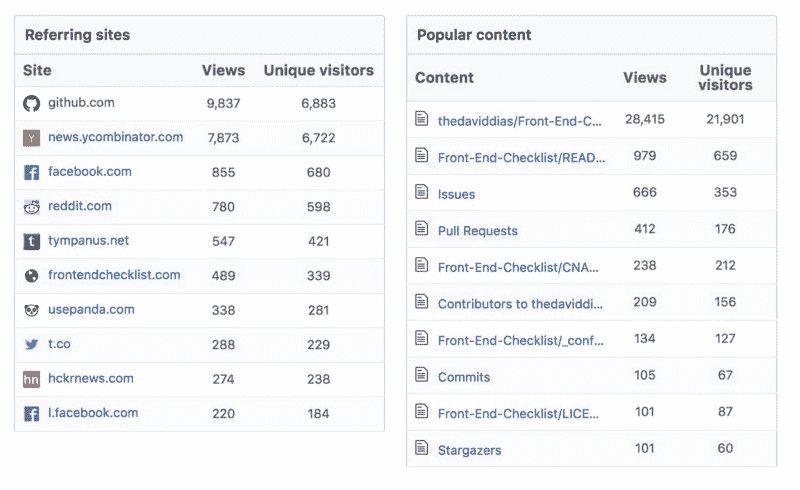 Referring sites
Site Views Unique visitors
github.com 9,837 6,883
news.ycombinator.com 7,873 6,722
facebook.com 855 680
reddit.com 780 598
tympanus.net 547 421
frontendchecklist.com 489 339
usepanda.com 338 281
t.co 288 229
hn hckrnews.com 274 238
l.facebook.com 220 184
Popular content
Content Views Unique visitors
thedaviddias/Front-End-C... 28,415 21,901
Front-End-Checklist/READ... 979 659
Issues 666 353
Pull Requests 412 176
Front-End-Checklist/CNA... 238 212
Contributors to thedaviddi... 209 156
Front-End-Checklist/_conf... 134 127
Commits 105 67
Front-End-Checklist/LICE... 101 87
Stargazers 101 60